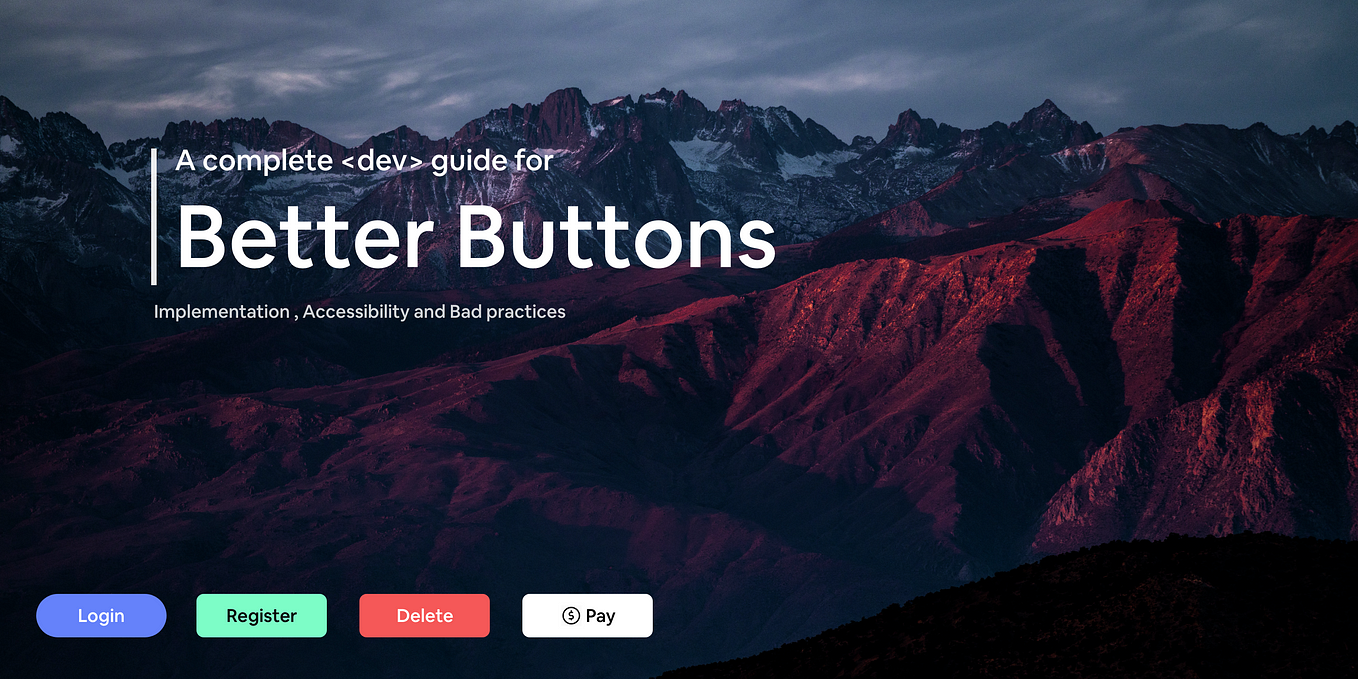 A complete <dev> guide for
Better Buttons
Implementation , Accessibility and Bad practices
Login
Register
Delete
$ Pay